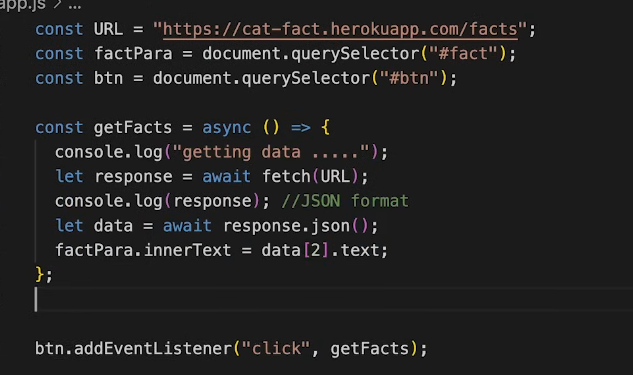 app.js > ...
const URL = "https://cat-fact.herokuapp.com/facts";
const factPara = document.querySelector("#fact");
const btn = document.querySelector("#btn");
const getFacts = async () => {
console.log("getting data .....");
let response = await fetch(URL);
console.log(response); //JSON format
let data = await response.json();
factPara.innerText = data[2].text;
};
btn.addEventListener("click", getFacts);